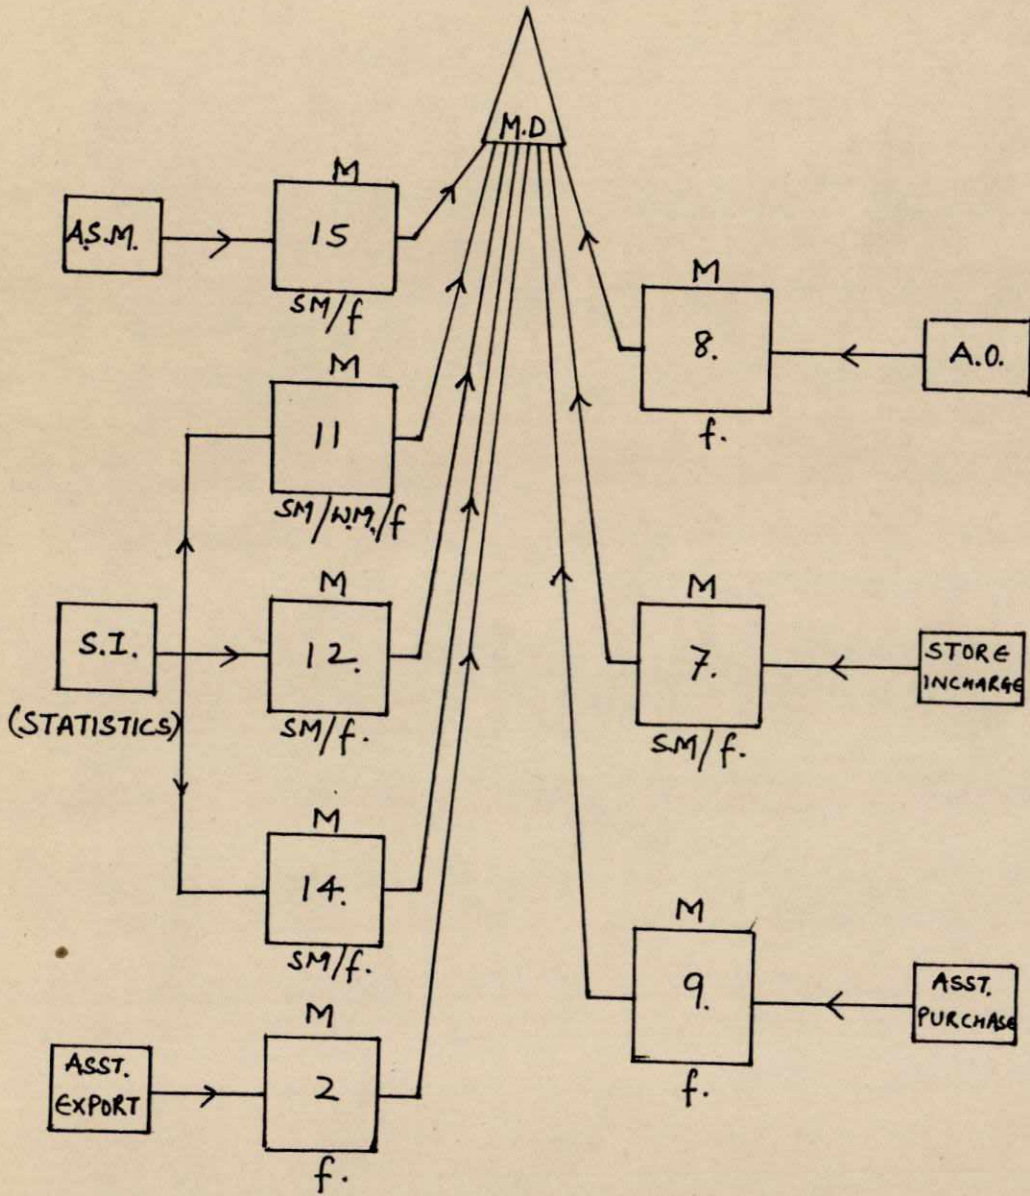 M.D
M
A.S.M.
15
SM/f
M
11
SM/W.M./f
M
S.I.
12.
(STATISTICS)
SM/f.
M
14.
SM/f.
M
ASST.
EXPORT
2
f.
M
8.
A.O.
f.
M
7.
STORE
INCHARGE
SM/f.
M
9.
ASST.
PURCHASE
f.